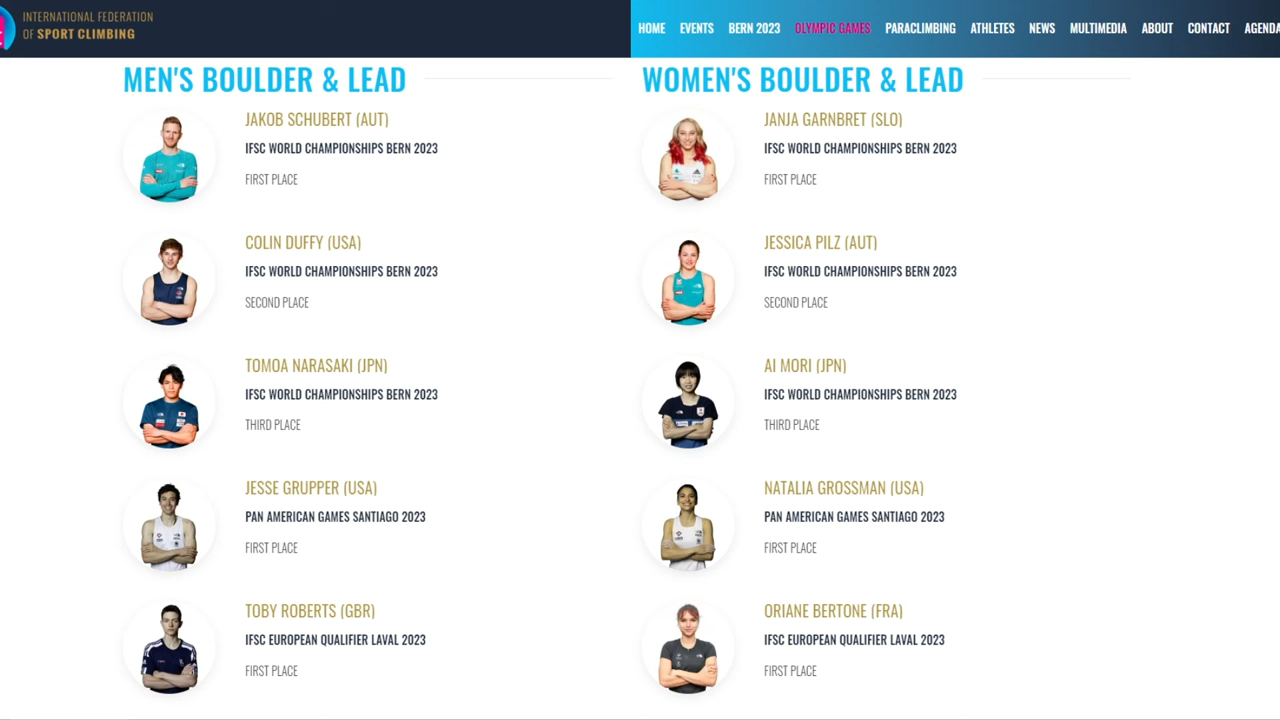 INTERNATIONAL FEDERATION
OF SPORT CLIMBING
HOME EVENTS BERN 2023 OLYMPIC GAMES PARACLIMBING ATHLETES NEWS MULTIMEDIA ABOUT CONTACT AGENDA
MEN'S BOULDER & LEAD
JAKOB SCHUBERT (AUT)
IFSC WORLD CHAMPIONSHIPS BERN 2023
FIRST PLACE
COLIN DUFFY (USA)
IFSC WORLD CHAMPIONSHIPS BERN 2023
SECOND PLACE
TOMOA NARASAKI (JPN)
IFSC WORLD CHAMPIONSHIPS BERN 2023
THIRD PLACE
JESSE GRUPPER (USA)
PAN AMERICAN GAMES SANTIAGO 2023
FIRST PLACE
TOBY ROBERTS (GBR)
IFSC EUROPEAN QUALIFIER LAVAL 2023
FIRST PLACE
WOMEN'S BOULDER & LEAD
JANJA GARNBRET (SLO)
IFSC WORLD CHAMPIONSHIPS BERN 2023
FIRST PLACE
JESSICA PILZ (AUT)
IFSC WORLD CHAMPIONSHIPS BERN 2023
SECOND PLACE
AI MORI (JPN)
IFSC WORLD CHAMPIONSHIPS BERN 2023
THIRD PLACE
NATALIA GROSSMAN (USA)
PAN AMERICAN GAMES SANTIAGO 2023
FIRST PLACE
ORIANE BERTONE (FRA)
IFSC EUROPEAN QUALIFIER LAVAL 2023
FIRST PLACE